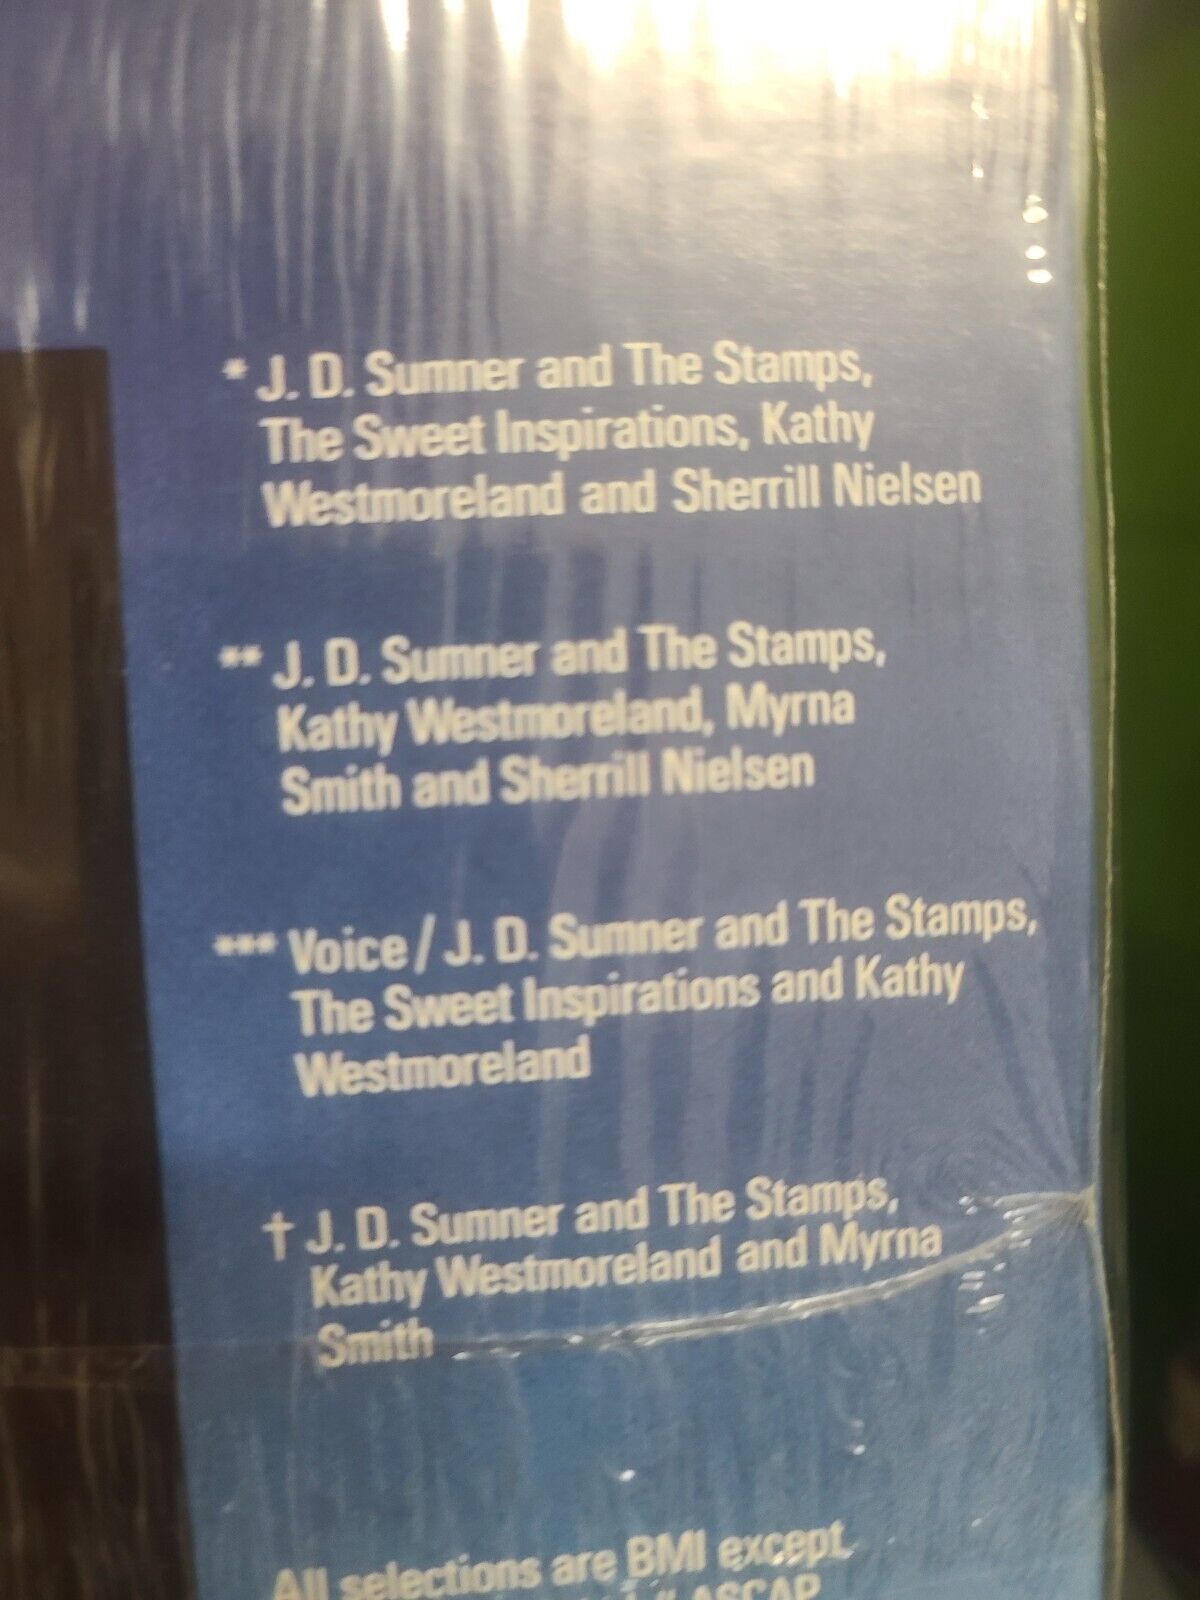 * J. D. Sumner and The Stamps,
The Sweet Inspirations, Kathy
Westmoreland and Sherrill Nielsen
** J. D. Sumner and The Stamps,
Kathy Westmoreland, Myrna
Smith and Sherrill Nielsen
*** Voice / J. D. Sumner and The Stamps,
The Sweet Inspirations and Kathy
Westmoreland
† J. D. Sumner and The Stamps,
Kathy Westmoreland and Myrna
Smith
All selections are BMI except
ASCAP